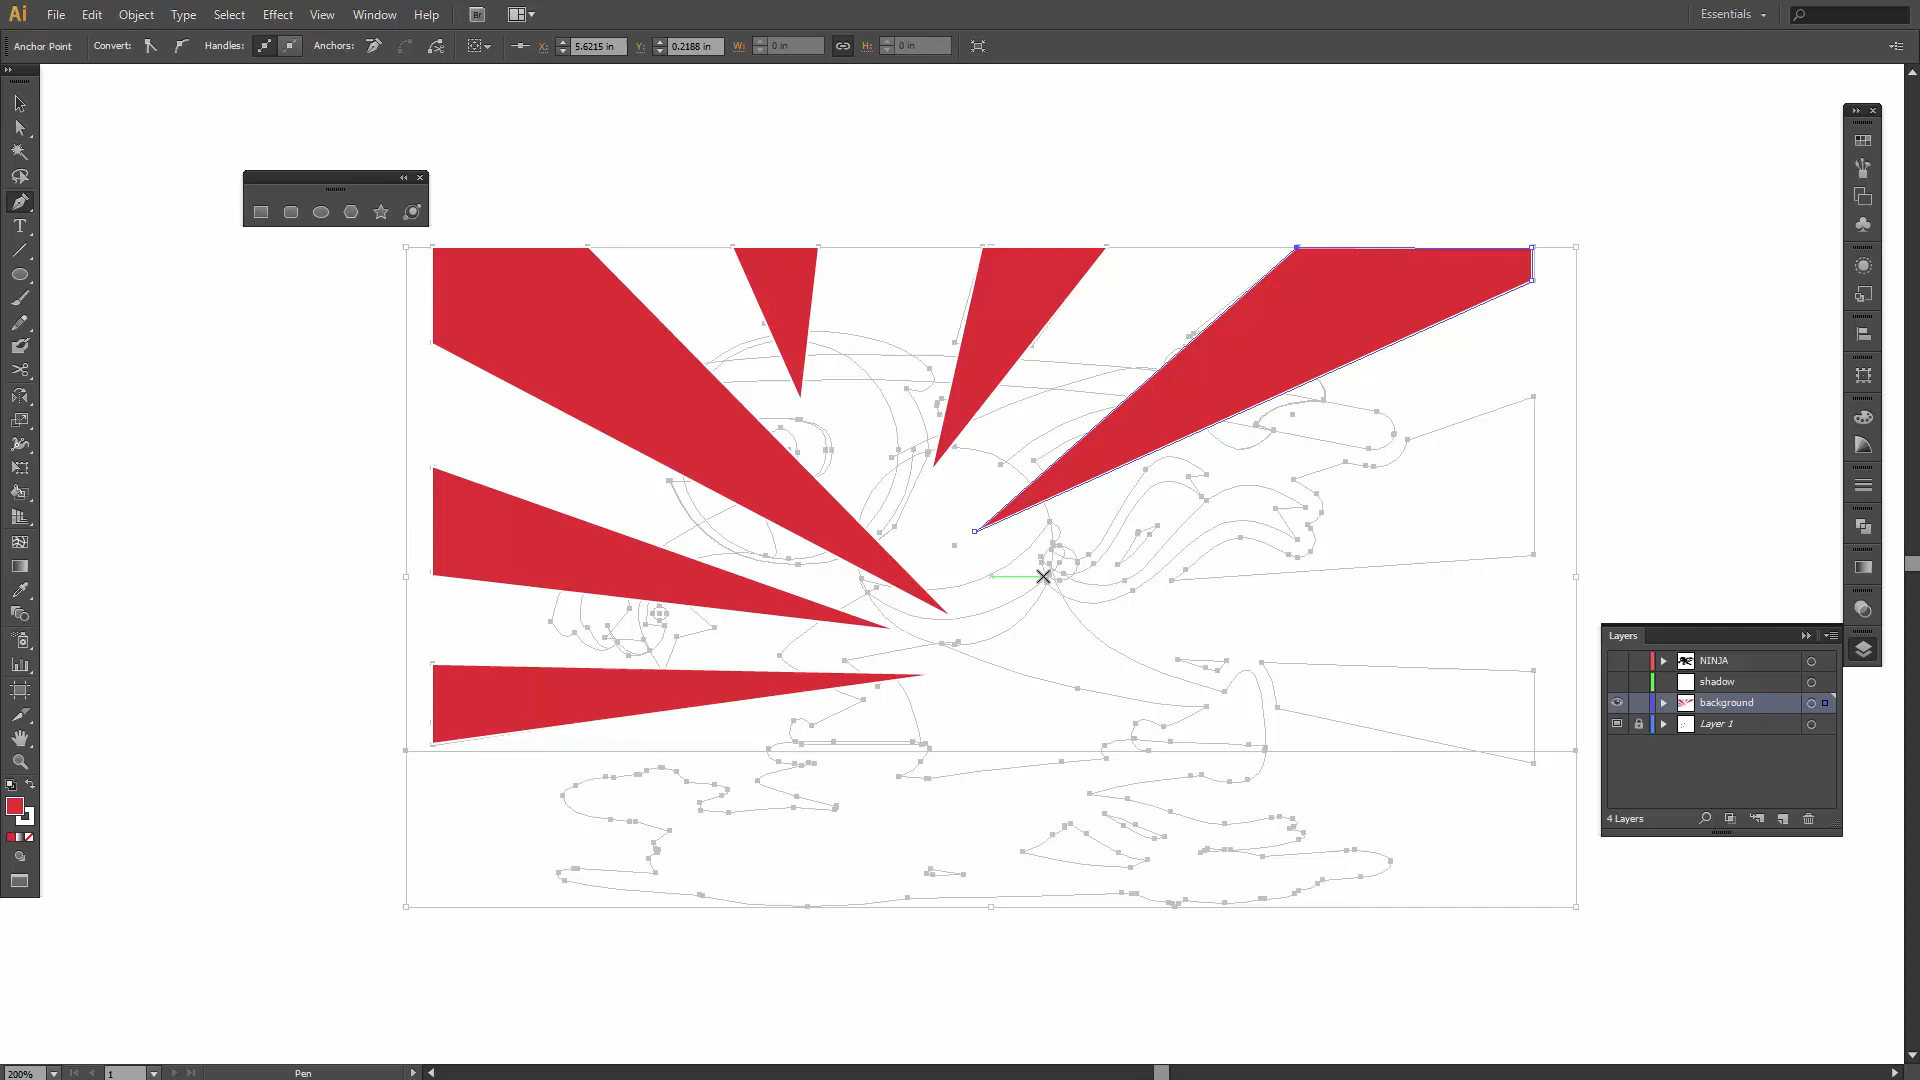 Ai File Edit Object Type Select Effect View Window Help Br Essentials
Anchor Point Convert: Handles: Anchors: X: 5.6215 in Y: 0.2188 in W: 0 in H: 0 in
Layers
NINJA
shadow
background
Layer 1
4 Layers
200% 1 Pen